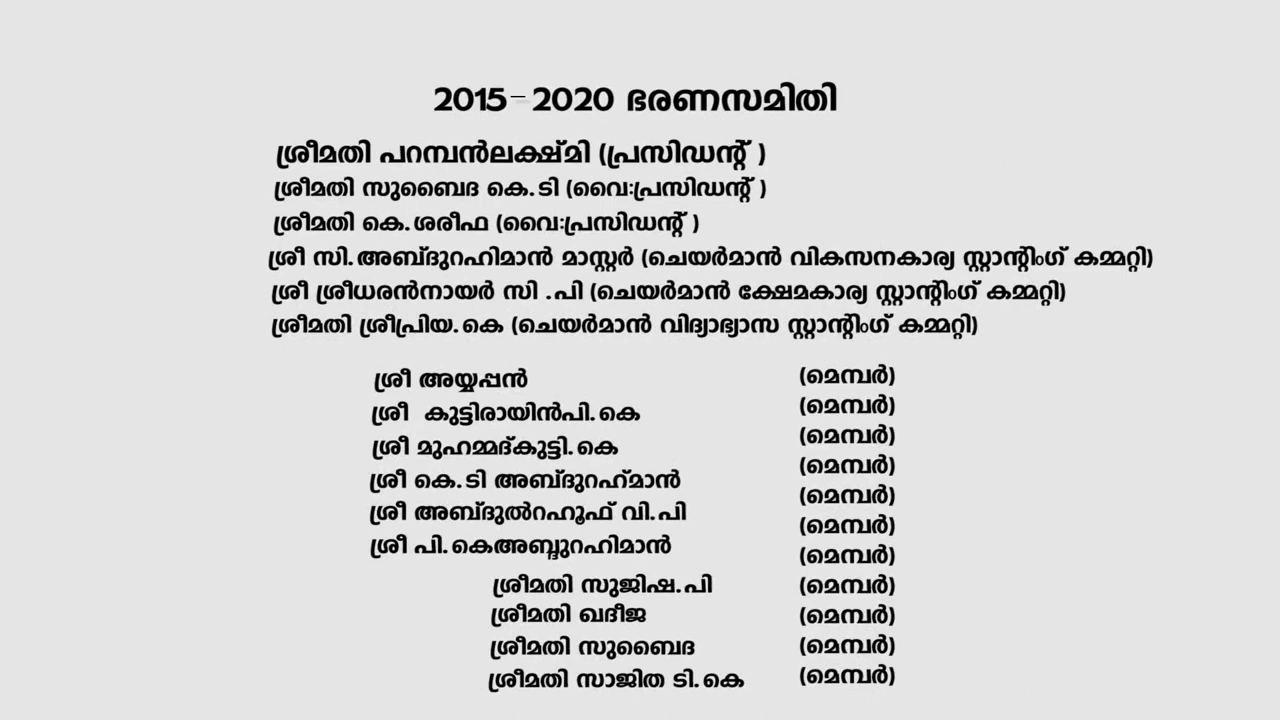 2015-2020 ഭരണസമിതി
ശ്രീമതി പറമ്പൻലക്ഷ്മി (പ്രസിഡന്റ് )
ശ്രീമതി സുബൈദ കെ.ടി (വൈ:പ്രസിഡന്റ് )
ശ്രീമതി കെ.ശരീഫ (വൈ:പ്രസിഡന്റ് )
ശ്രീ സി.അബ്ദുറഹിമാൻ മാസ്റ്റർ (ചെയർമാൻ വികസനകാര്യ സ്റ്റാന്റിംഗ് കമ്മറ്റി)
ശ്രീ ശ്രീധരൻനായർ സി .പി (ചെയർമാൻ ക്ഷേമകാര്യ സ്റ്റാന്റിംഗ് കമ്മറ്റി)
ശ്രീമതി ശ്രീപ്രിയ.കെ (ചെയർമാൻ വിദ്യാഭ്യാസ സ്റ്റാന്റിംഗ് കമ്മറ്റി)
ശ്രീ അയ്യപ്പൻ (മെമ്പർ)
ശ്രീ കുട്ടിരായിൻപി.കെ (മെമ്പർ)
ശ്രീ മുഹമ്മദ്കുട്ടി.കെ (മെമ്പർ)
ശ്രീ കെ.ടി അബ്ദുറഹ്മാൻ (മെമ്പർ)
ശ്രീ അബ്ദുൽറഹൂഫ് വി.പി (മെമ്പർ)
ശ്രീ പി.കെഅബ്ദുറഹിമാൻ (മെമ്പർ)
(മെമ്പർ)
ശ്രീമതി സുജിഷ.പി (മെമ്പർ)
ശ്രീമതി ഖദീജ (മെമ്പർ)
ശ്രീമതി സുബൈദ (മെമ്പർ)
ശ്രീമതി സാജിത ടി.കെ (മെമ്പർ)